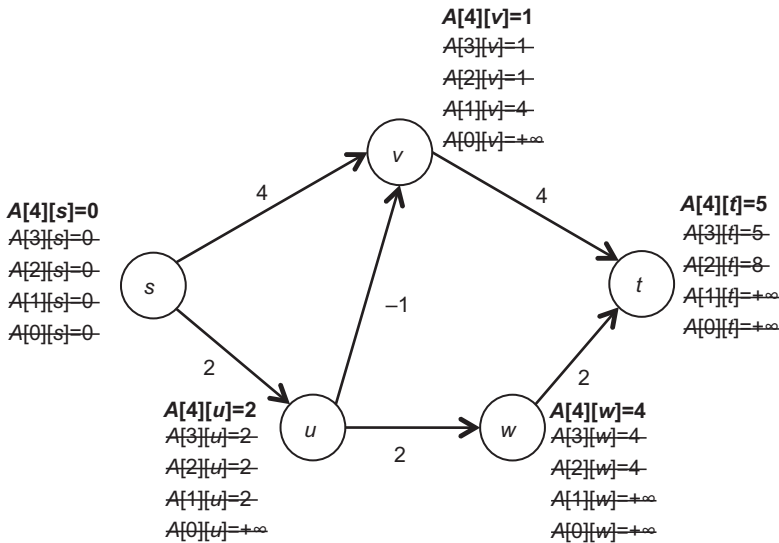 A[4][v]=1
A[3][v]=1
A[2][v]=1
A[1][v]=4
A[0][v]=+∞
v
4
4
A[4][s]=0
A[3][s]=0
A[2][s]=0
A[1][s]=0
A[0][s]=0
s
A[4][t]=5
A[3][t]=5
A[2][t]=8
A[1][t]=+∞
A[0][t]=+∞
t
–1
2
2
A[4][u]=2
A[3][u]=2
A[2][u]=2
A[1][u]=2
A[0][u]=+∞
u
2
w
A[4][w]=4
A[3][w]=4
A[2][w]=4
A[1][w]=+∞
A[0][w]=+∞